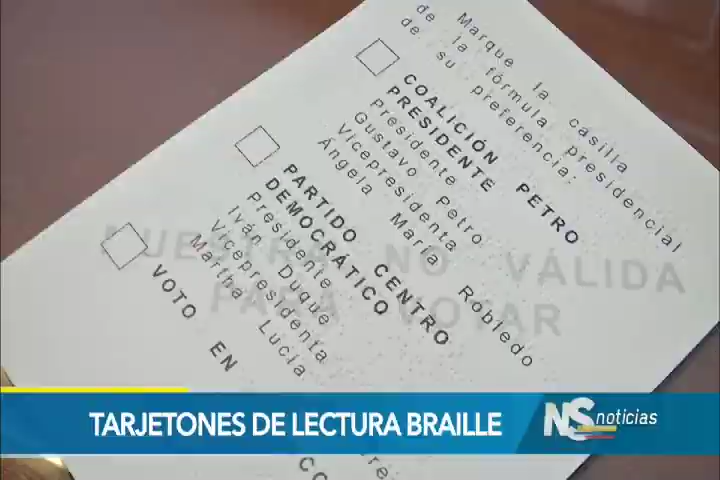 Marque la casilla
de la fórmula presidencial
de su preferencia:
COALICIÓN PETRO
PRESIDENTE
Presidente
Gustavo Petro
Vicepresidenta
Ángela María Robledo
PARTIDO CENTRO
DEMOCRÁTICO
Presidente
Iván Duque
Vicepresidenta
Martha Lucía
VOTO EN
MUESTRA NO VÁLIDA
PARA VOTAR
TARJETONES DE LECTURA BRAILLE
NS noticias